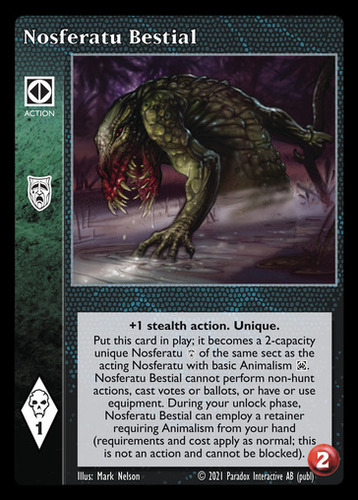 Nosferatu Bestial
ACTION
+1 stealth action. Unique.
Put this card in play; it becomes a 2-capacity
unique Nosferatu of the same sect as the
acting Nosferatu with basic Animalism .
Nosferatu Bestial cannot perform non-hunt
actions, cast votes or ballots, or have or use
equipment. During your unlock phase,
Nosferatu Bestial can employ a retainer
requiring Animalism from your hand
(requirements and cost apply as normal; this
is not an action and cannot be blocked).
1
2
Illus: Mark Nelson
© 2021 Paradox Interactive AB (publ)